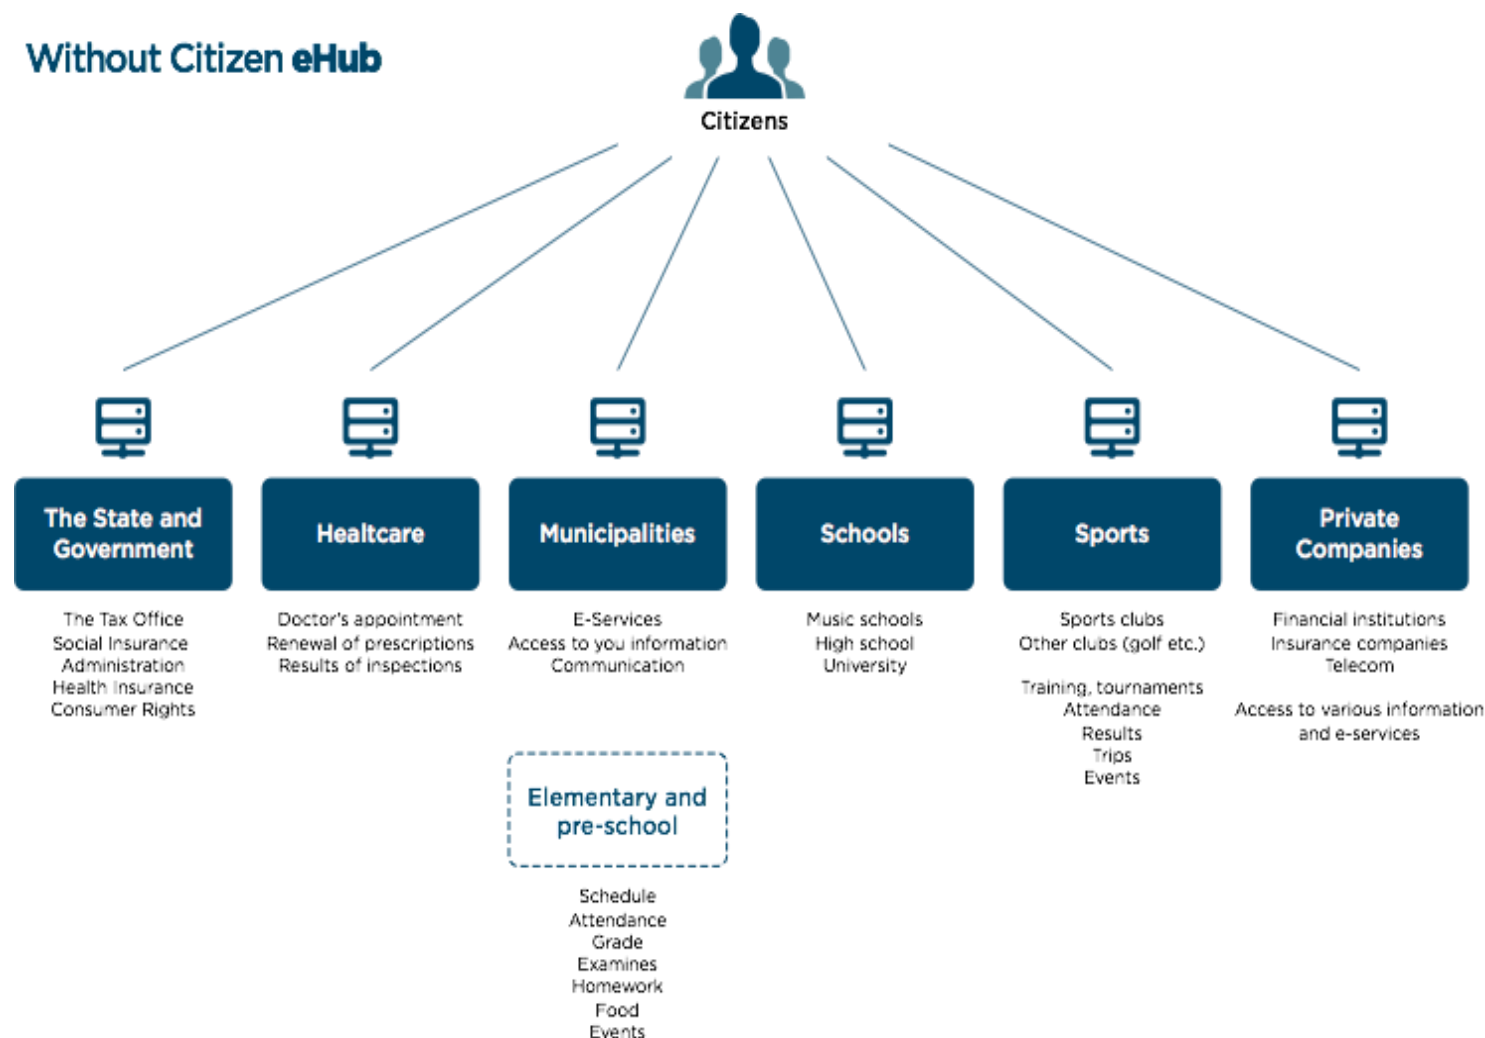 Without Citizen eHub
Citizens
The State and
Government
The Tax Office
Social Insurance
Administration
Health Insurance
Consumer Rights
Healtcare
Doctor's appointment
Renewal of prescriptions
Results of inspections
Municipalities
E-Services
Access to you information
Communication
Elementary and
pre-school
Schedule
Attendance
Grade
Examines
Homework
Food
Events
Schools
Music schools
High school
University
Sports
Sports clubs
Other clubs (golf etc.)
Training, tournaments
Attendance
Results
Trips
Events
Private
Companies
Financial institutions
Insurance companies
Telecom
Access to various information
and e-services